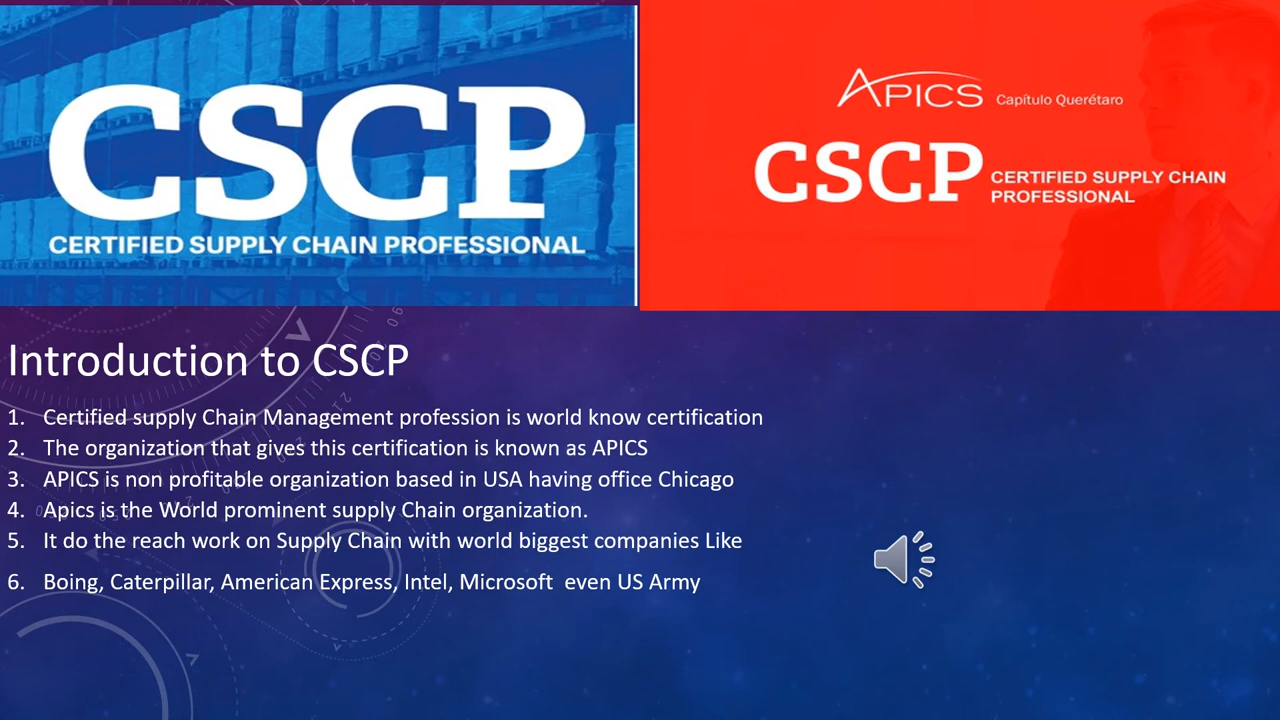 CSCP
CERTIFIED SUPPLY CHAIN PROFESSIONAL
APICS Capítulo Querétaro
CSCP CERTIFIED SUPPLY CHAIN
PROFESSIONAL
Introduction to CSCP
1. Certified supply Chain Management profession is world know certification
2. The organization that gives this certification is known as APICS
3. APICS is non profitable organization based in USA having office Chicago
4. Apics is the World prominent supply Chain organization.
5. It do the reach work on Supply Chain with world biggest companies Like
6. Boing, Caterpillar, American Express, Intel, Microsoft even US Army